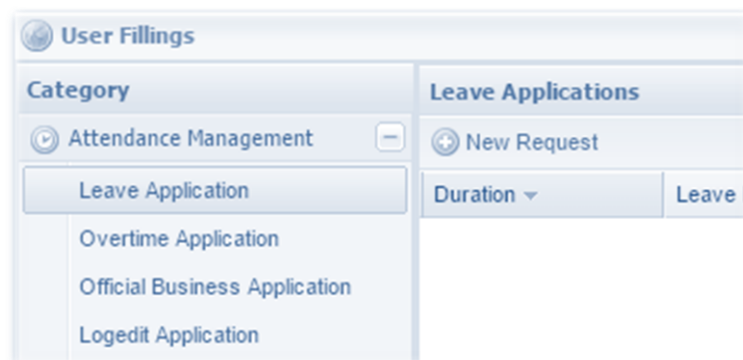 User Fillings
Category
Attendance Management
Leave Application
Overtime Application
Official Business Application
Logedit Application
Leave Applications
New Request
Duration
Leave